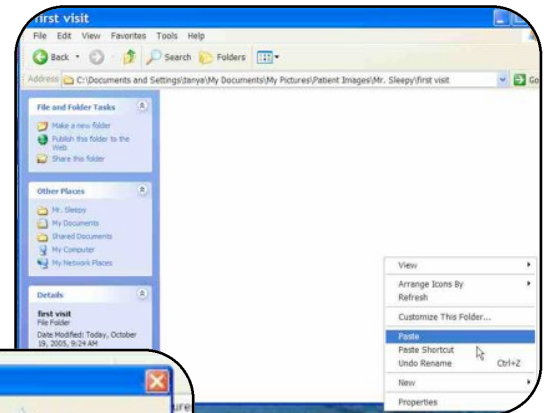 first visit
File Edit View Favorites Tools Help
Back Search Folders
Address C:\Documents and Settings\tanya\My Documents\My Pictures\Patient Images\Mr. Sleepy\first visit Go
File and Folder Tasks
Make a new folder
Publish this folder to the
Web
Share this folder
Other Places
Mr. Sleepy
My Documents
Shared Documents
My Computer
My Network Places
Details
first visit
File Folder
Date Modified: Today, October
19, 2005, 9:24 AM
View
Arrange Icons By
Refresh
Customize This Folder...
Paste
Paste Shortcut
Undo Rename Ctrl+Z
New
Properties
ure